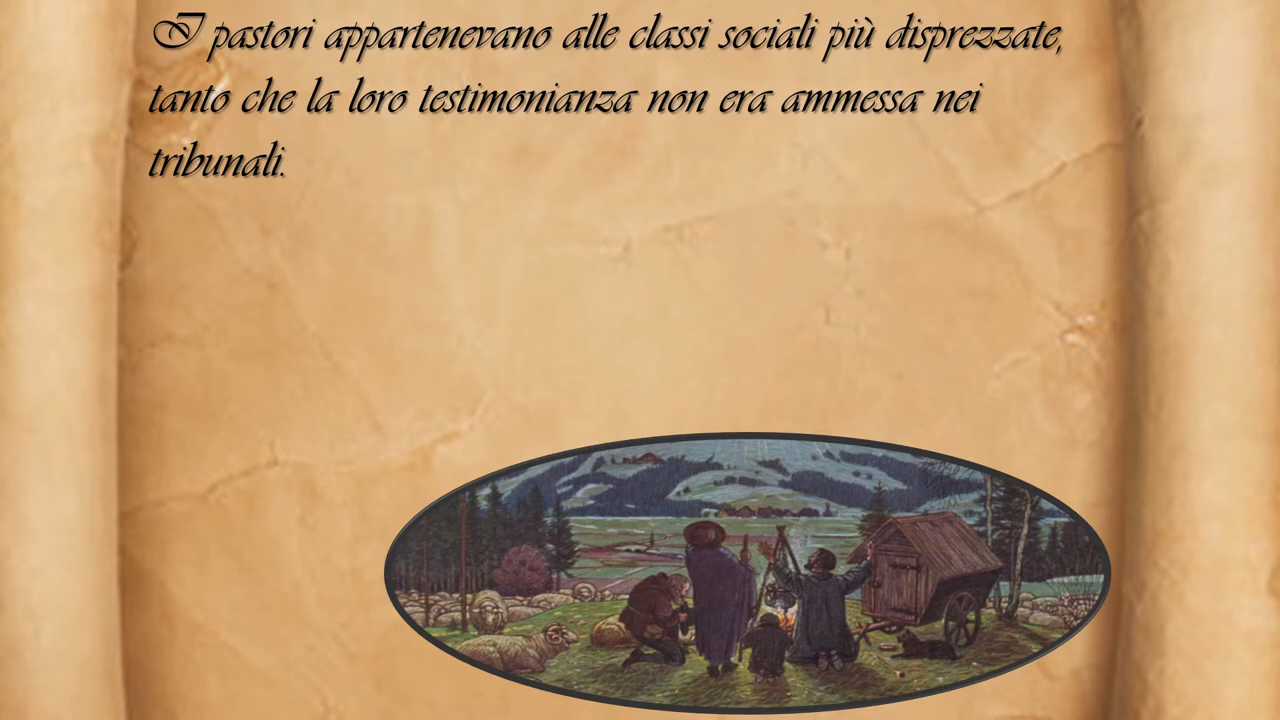 I pastori appartenevano alle classi sociali più disprezzate,
tanto che la loro testimonianza non era ammessa nei
tribunali.